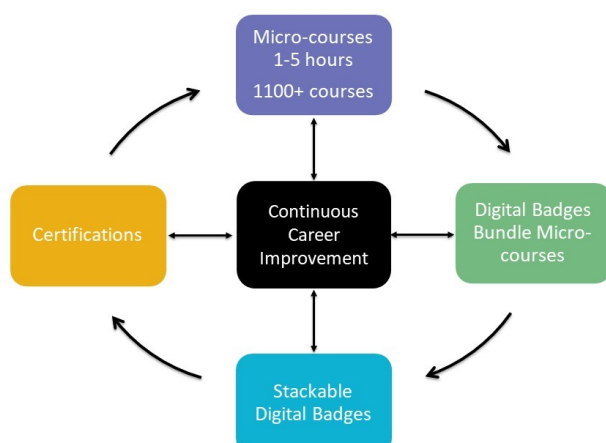 Micro-courses
1-5 hours
1100+ courses
Certifications
Continuous
Career
Improvement
Digital Badges
Bundle Micro-
courses
Stackable
Digital Badges